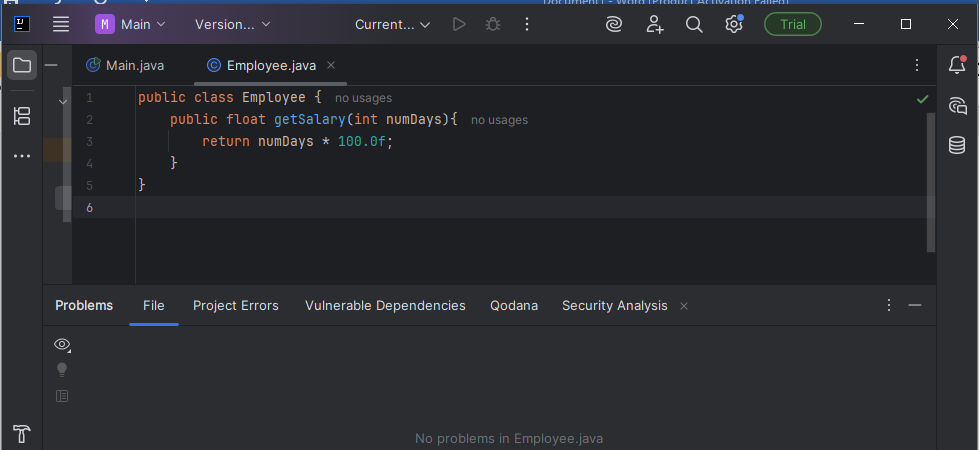 Document1 - Word (Product Activation Failed)
IJ
M Main
Version...
Current...
Trial
Main.java
Employee.java
1 public class Employee { no usages
2 public float getSalary(int numDays){ no usages
3 return numDays * 100.0f;
4 }
5 }
6
Problems File Project Errors Vulnerable Dependencies Qodana Security Analysis
No problems in Employee.java